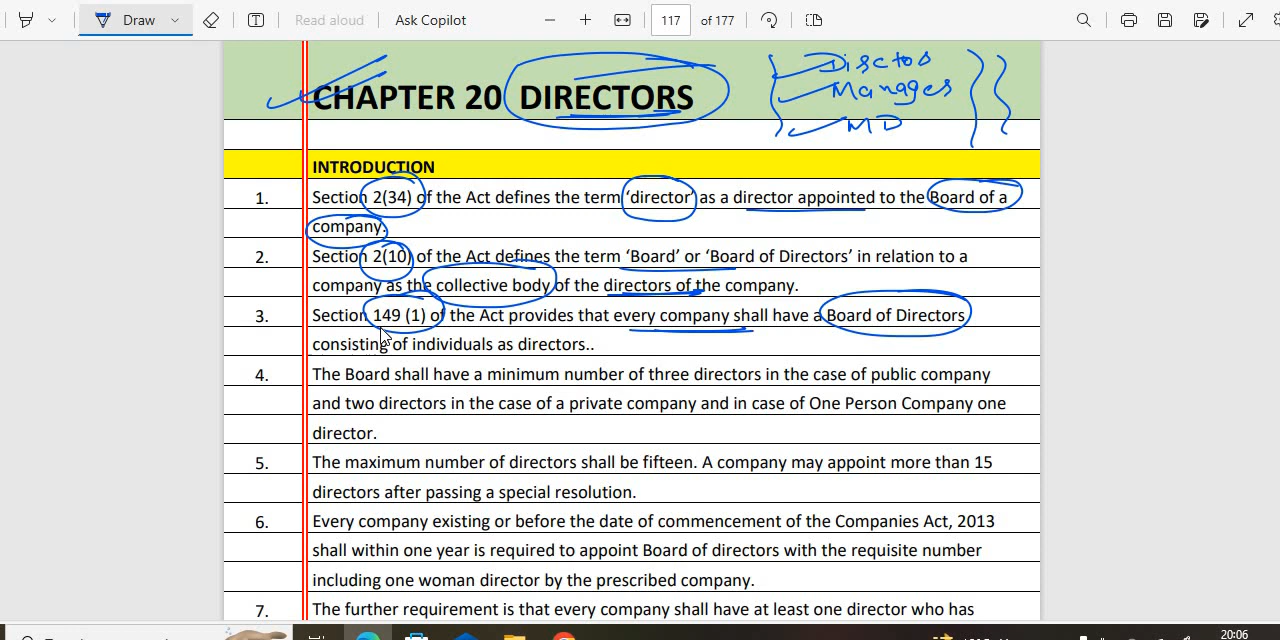 Draw
Read aloud
Ask Copilot
117 of 177
CHAPTER 20 DIRECTORS
Director
Manager
MD
INTRODUCTION
1. Section 2(34) of the Act defines the term ‘director’ as a director appointed to the Board of a
company.
2. Section 2(10) of the Act defines the term ‘Board’ or ‘Board of Directors’ in relation to a
company as the collective body of the directors of the company.
3. Section 149 (1) of the Act provides that every company shall have a Board of Directors
consisting of individuals as directors..
4. The Board shall have a minimum number of three directors in the case of public company
and two directors in the case of a private company and in case of One Person Company one
director.
5. The maximum number of directors shall be fifteen. A company may appoint more than 15
directors after passing a special resolution.
6. Every company existing or before the date of commencement of the Companies Act, 2013
shall within one year is required to appoint Board of directors with the requisite number
including one woman director by the prescribed company.
7. The further requirement is that every company shall have at least one director who has
20:06